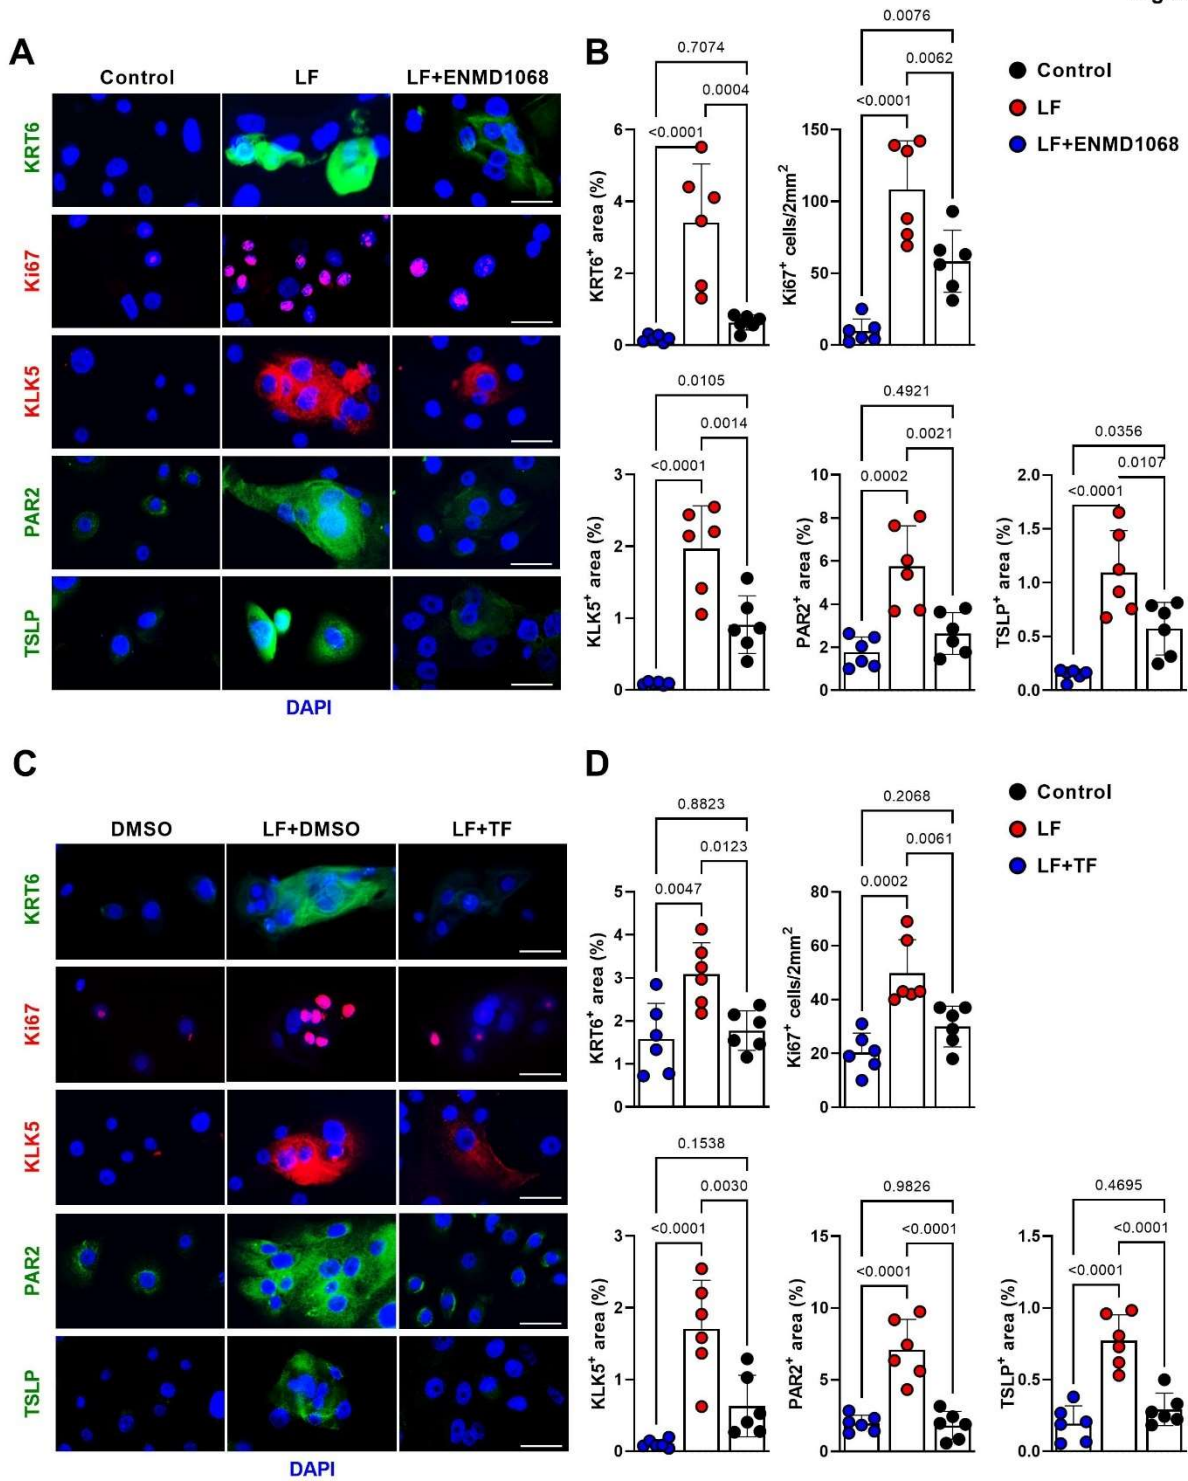 A
Control LF LF+ENMD1068
KRT6
Ki67
KLK5
PAR2
TSLP
DAPI
B
0.7074
0.0004
<0.0001
KRT6+ area (%)
6
4
2
0
0.0076
0.0062
<0.0001
Ki67+ cells/2mm2
150
100
50
0
Control
LF
LF+ENMD1068
0.0105
0.0014
<0.0001
KLK5+ area (%)
3
2
1
0
0.4921
0.0021
0.0002
PAR2+ area (%)
10
8
6
4
2
0
0.0356
0.0107
<0.0001
TSLP+ area (%)
2.0
1.5
1.0
0.5
0.0
C
DMSO LF+DMSO LF+TF
KRT6
Ki67
KLK5
PAR2
TSLP
DAPI
D
0.8823
0.0123
0.0047
KRT6+ area (%)
5
4
3
2
1
0
0.2068
0.0061
0.0002
Ki67+ cells/2mm2
80
60
40
20
0
Control
LF
LF+TF
0.1538
0.0030
<0.0001
KLK5+ area (%)
3
2
1
0
0.9826
<0.0001
<0.0001
PAR2+ area (%)
15
10
5
0
0.4695
<0.0001
<0.0001
TSLP+ area (%)
1.5
1.0
0.5
0.0